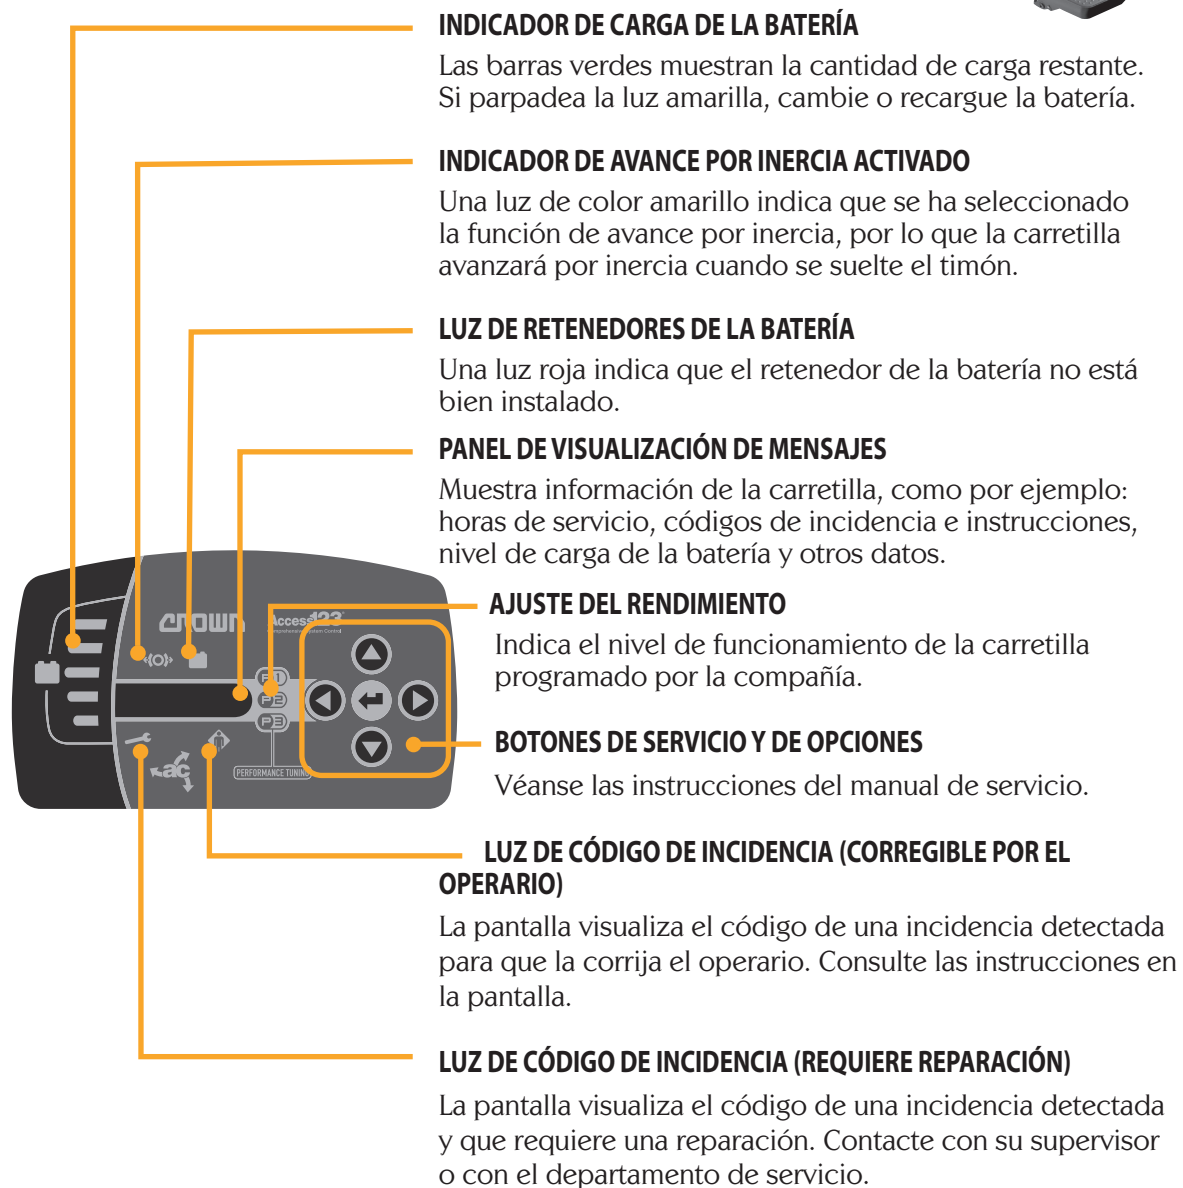 INDICADOR DE CARGA DE LA BATERÍA
Las barras verdes muestran la cantidad de carga restante.
Si parpadea la luz amarilla, cambie o recargue la batería.
INDICADOR DE AVANCE POR INERCIA ACTIVADO
Una luz de color amarillo indica que se ha seleccionado
la función de avance por inercia, por lo que la carretilla
avanzará por inercia cuando se suelte el timón.
LUZ DE RETENEDORES DE LA BATERÍA
Una luz roja indica que el retenedor de la batería no está
bien instalado.
PANEL DE VISUALIZACIÓN DE MENSAJES
Muestra información de la carretilla, como por ejemplo:
horas de servicio, códigos de incidencia e instrucciones,
nivel de carga de la batería y otros datos.
AJUSTE DEL RENDIMIENTO
Indica el nivel de funcionamiento de la carretilla
programado por la compañía.
BOTONES DE SERVICIO Y DE OPCIONES
Véanse las instrucciones del manual de servicio.
LUZ DE CÓDIGO DE INCIDENCIA (CORREGIBLE POR EL
OPERARIO)
La pantalla visualiza el código de una incidencia detectada
para que la corrija el operario. Consulte las instrucciones en
la pantalla.
LUZ DE CÓDIGO DE INCIDENCIA (REQUIERE REPARACIÓN)
La pantalla visualiza el código de una incidencia detectada
y que requiere una reparación. Contacte con su supervisor
o con el departamento de servicio.
CROWN
Access123
Comprehensive System Control
P1
P2
P3
ac
PERFORMANCE TUNING